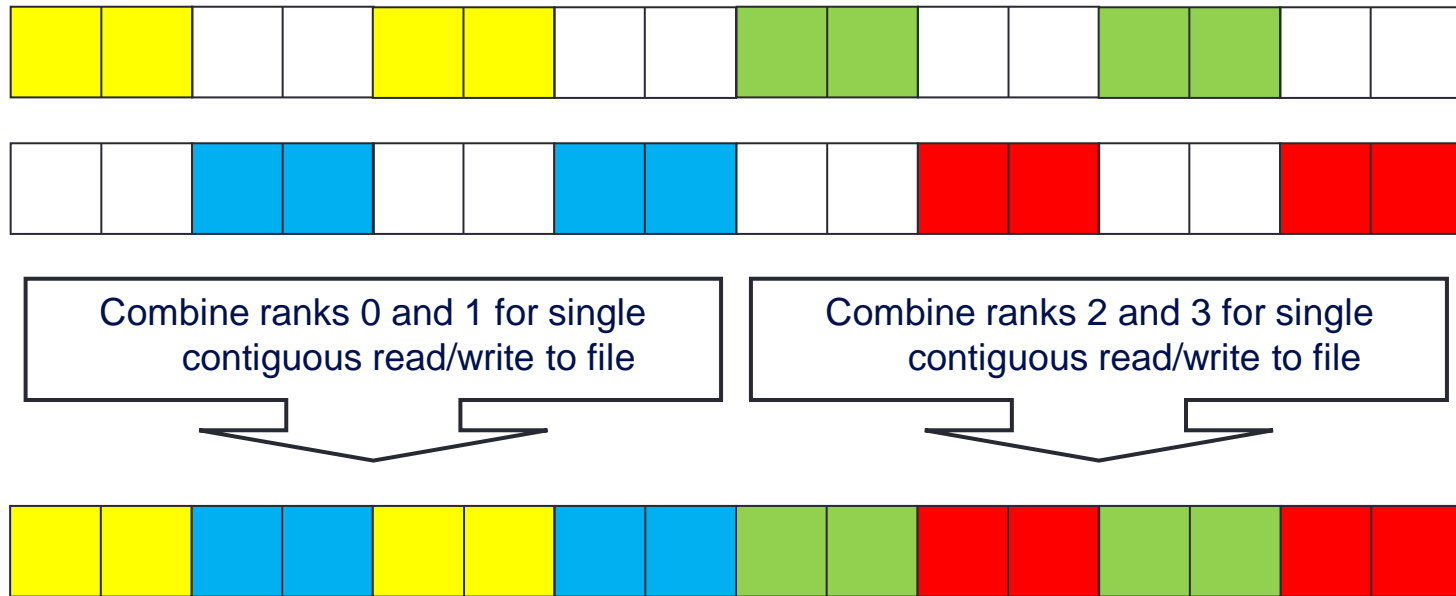 Combine ranks 0 and 1 for single
contiguous read/write to file
Combine ranks 2 and 3 for single
contiguous read/write to file